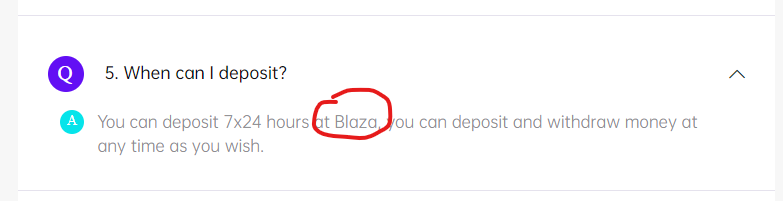 Q 5. When can I deposit?
A You can deposit 7x24 hours at Blaza, you can deposit and withdraw money at
any time as you wish.